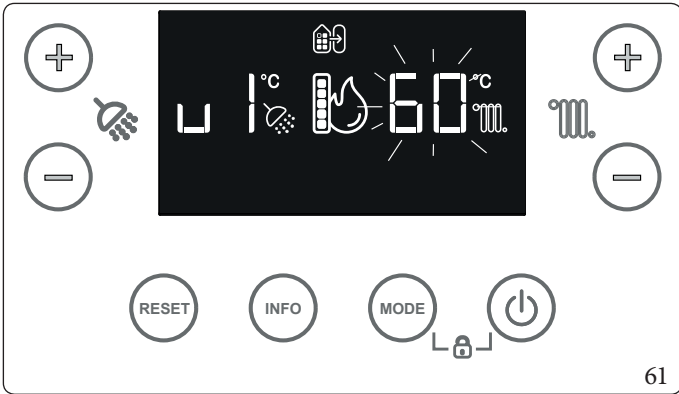 + +
°C °C
u 1 60
− −
RESET INFO MODE
61